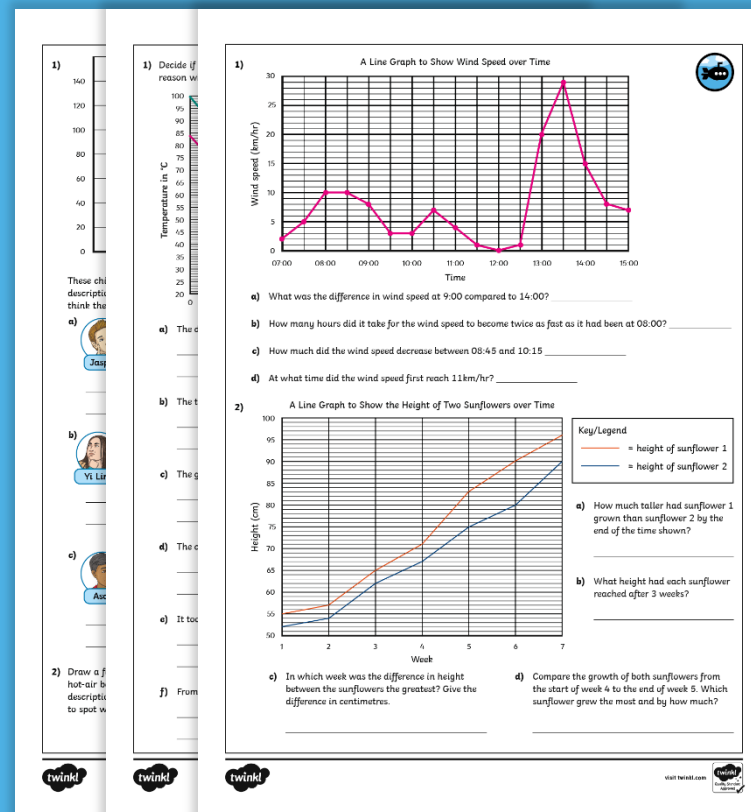 1)
140
120
100
80
60
40
20
0
These chi
descriptio
think the
a)
Jasp
b)
Yi Lin
c)
Asc
2) Draw a f
hot-air b
descriptio
to spot w
twinkl
1) Decide if
reason w
Temperature in °C
100
95
90
85
80
75
70
65
60
55
50
45
40
35
30
25
20
0
a) The
b) The t
c) The g
d) The
e) It too
f) From
twinkl
1)
A Line Graph to Show Wind Speed over Time
Wind speed (km/hr)
30
25
20
15
10
5
0
07:00 08:00 09:00 10:00 11:00 12:00 13:00 14:00 15:00
Time
a) What was the difference in wind speed at 9:00 compared to 14:00?
b) How many hours did it take for the wind speed to become twice as fast as it had been at 08:00?
c) How much did the wind speed decrease between 08:45 and 10:15
d) At what time did the wind speed first reach 11km/hr?
2)
A Line Graph to Show the Height of Two Sunflowers over Time
Height (cm)
100
95
90
85
80
75
70
65
60
55
50
1 2 3 4 5 6 7
Week
Key/Legend
= height of sunflower 1
= height of sunflower 2
a) How much taller had sunflower 1
grown than sunflower 2 by the
end of the time shown?
b) What height had each sunflower
reached after 3 weeks?
c) In which week was the difference in height
between the sunflowers the greatest? Give the
difference in centimetres.
d) Compare the growth of both sunflowers from
the start of week 4 to the end of week 5. Which
sunflower grew the most and by how much?
twinkl
visit twinkl.com
twinkl
Quality Standard
Approved